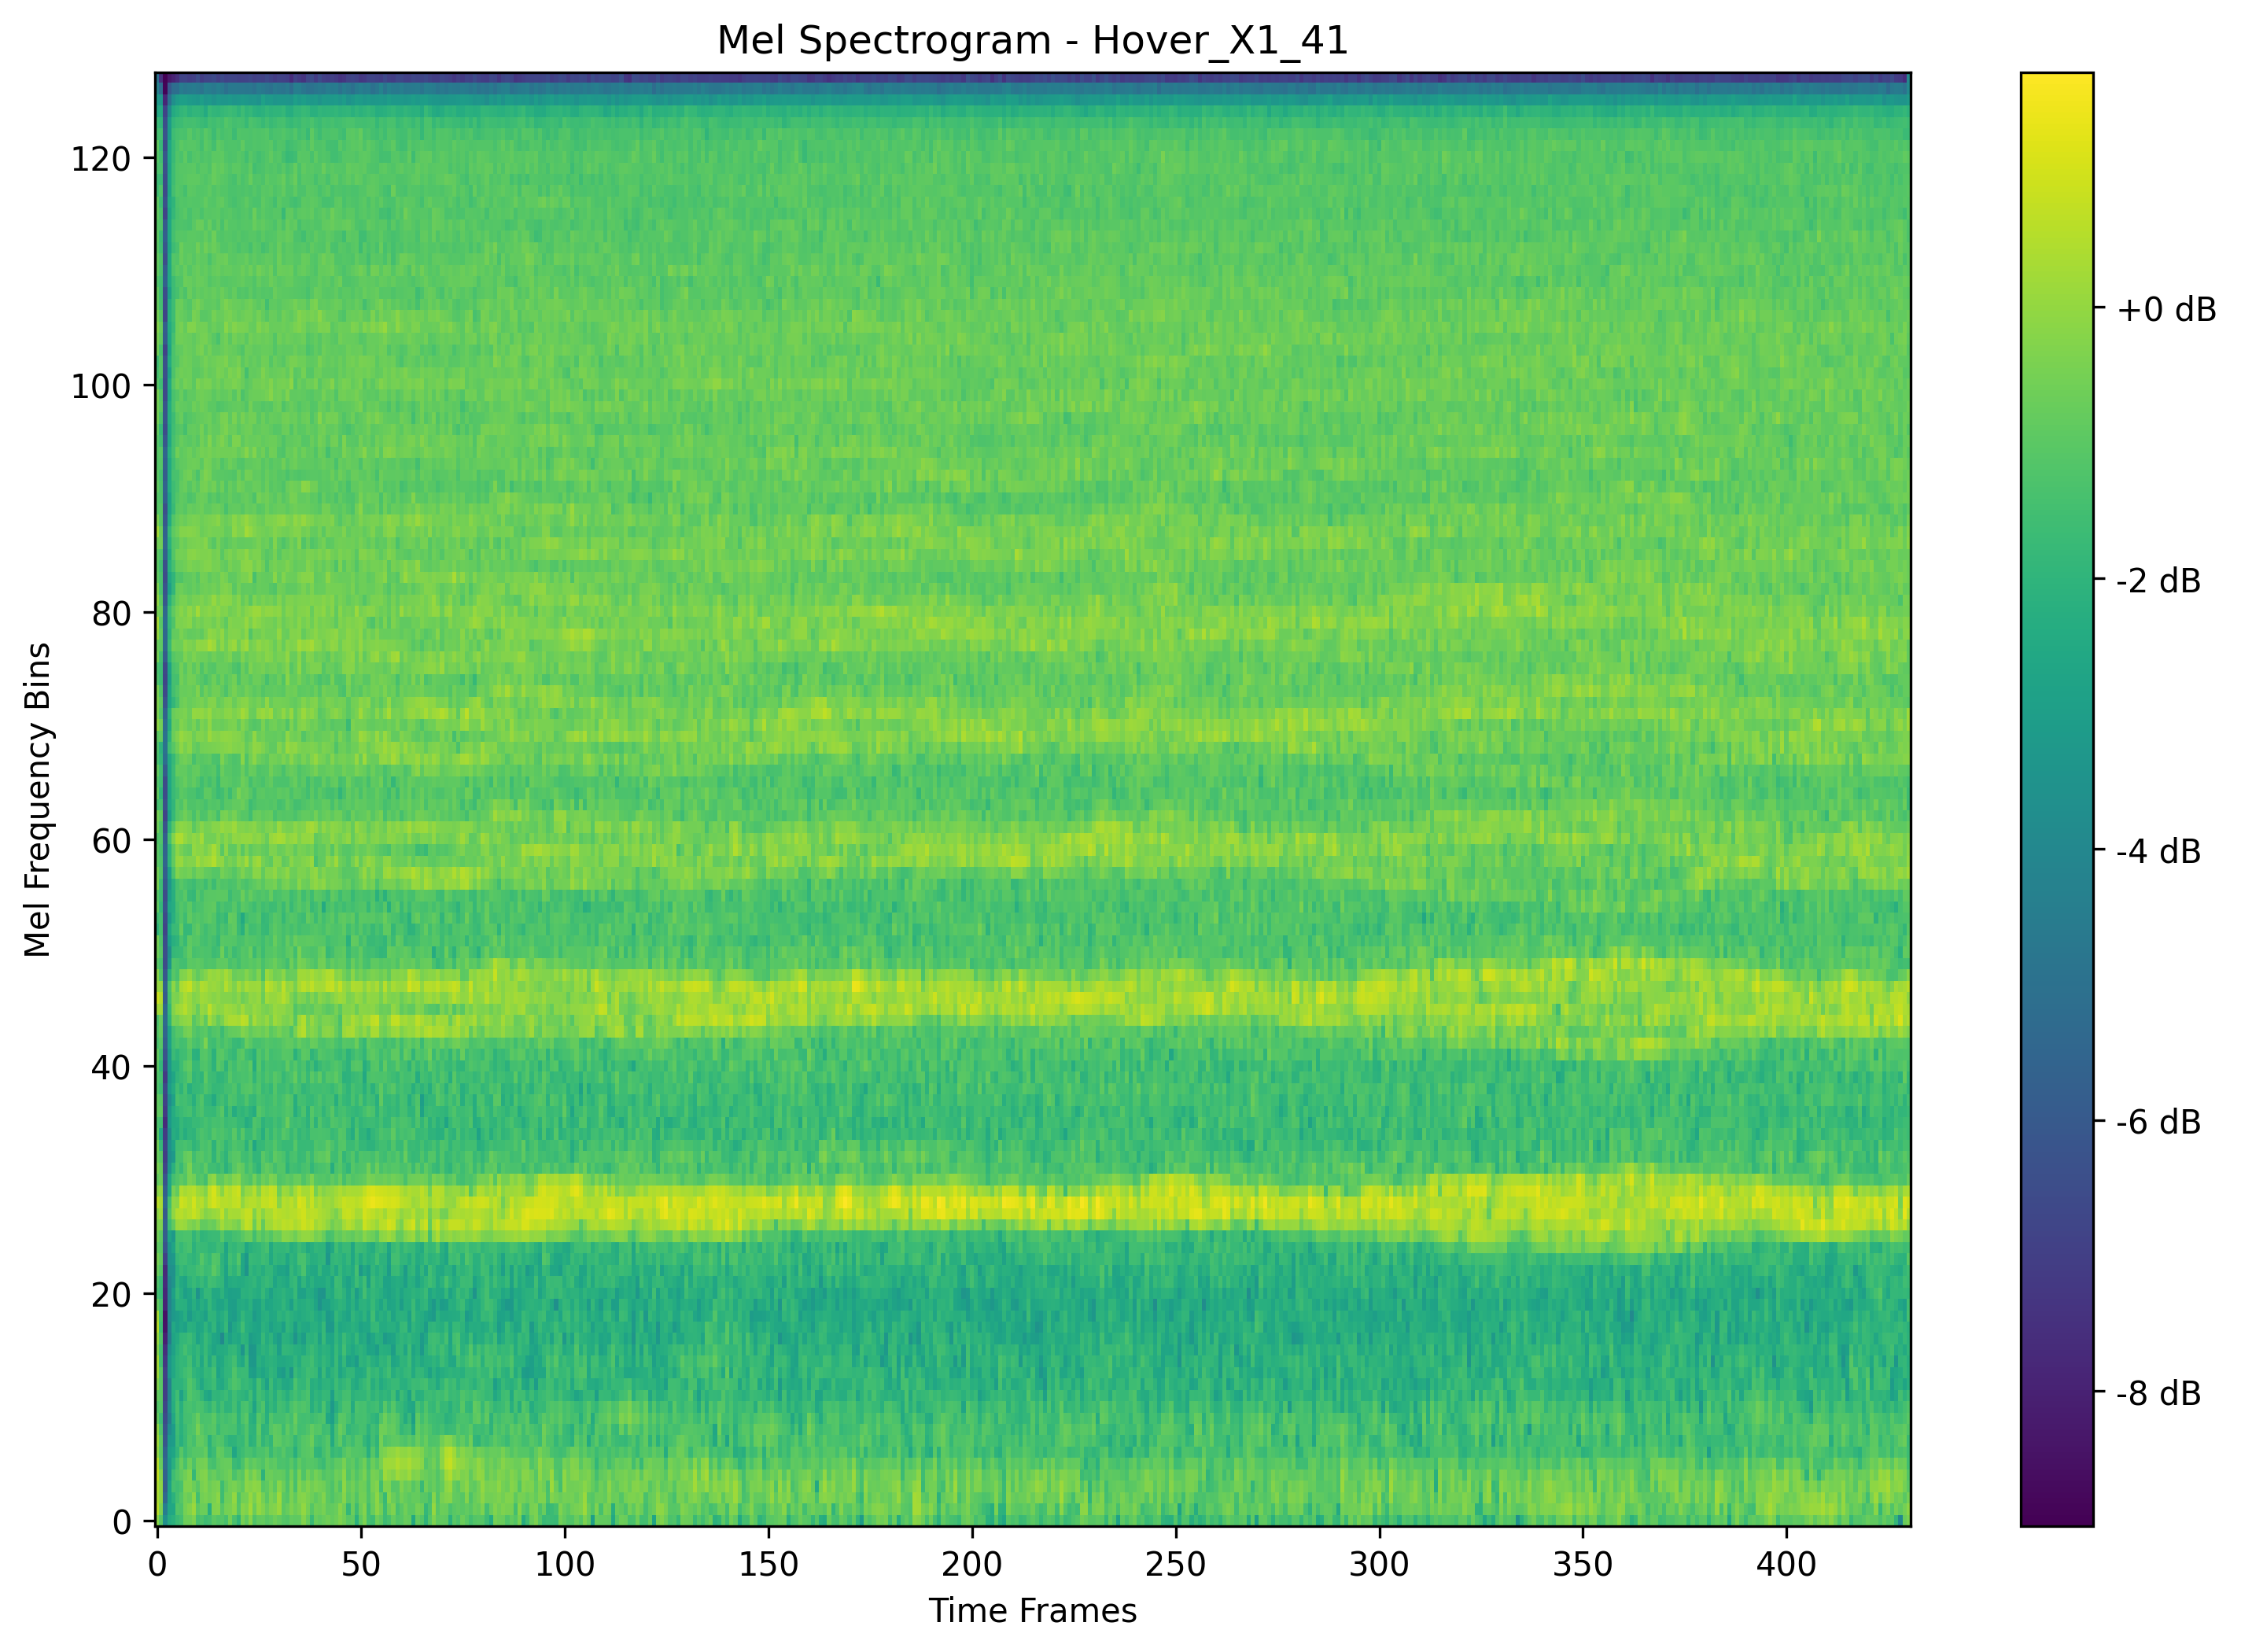 Mel Spectrogram - Hover_X1_41
120
100
80
60
40
20
0
Mel Frequency Bins
0 50 100 150 200 250 300 350 400
Time Frames
+0 dB
-2 dB
-4 dB
-6 dB
-8 dB